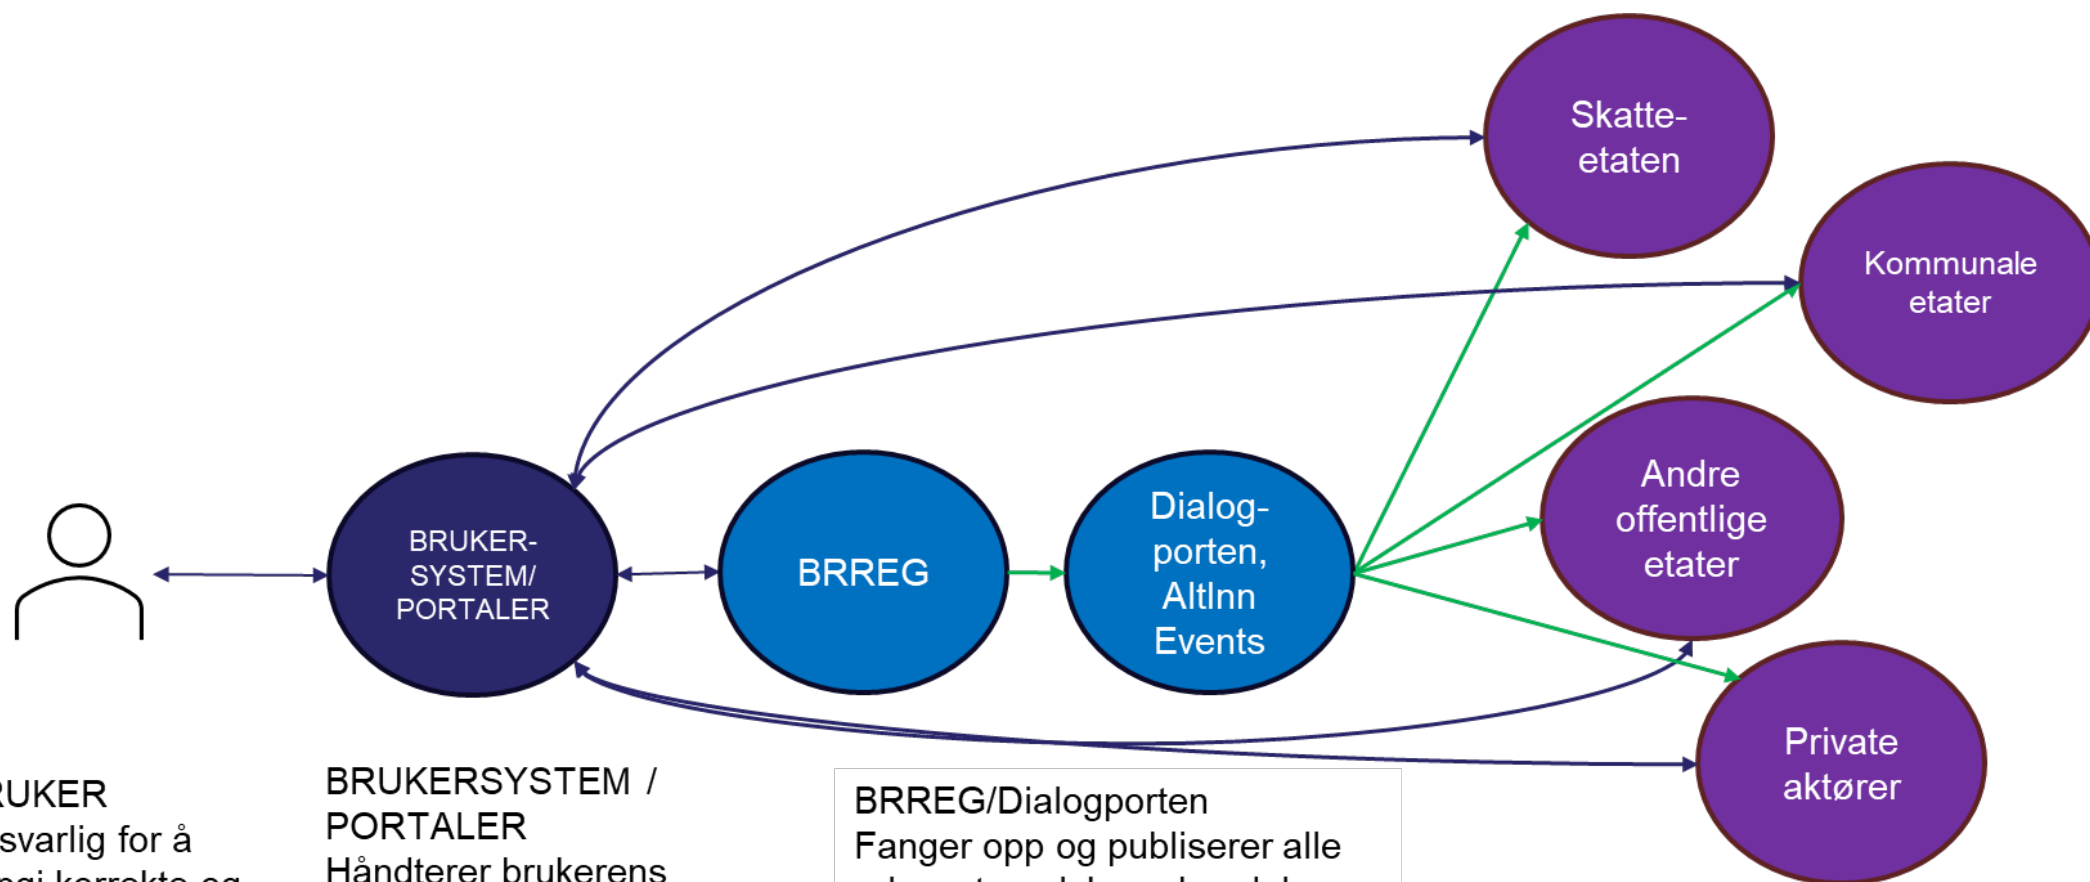 Skatte-
etaten
Kommunale
etater
Andre
offentlige
etater
Private
aktører
BRUKER-
SYSTEM/
PORTALER
BRREG
Dialog-
porten,
AltInn
Events
RUKER
svarlig for å
BRUKERSYSTEM /
PORTALER
Håndterer brukerens
BRREG/Dialogporten
Fanger opp og publiserer alle